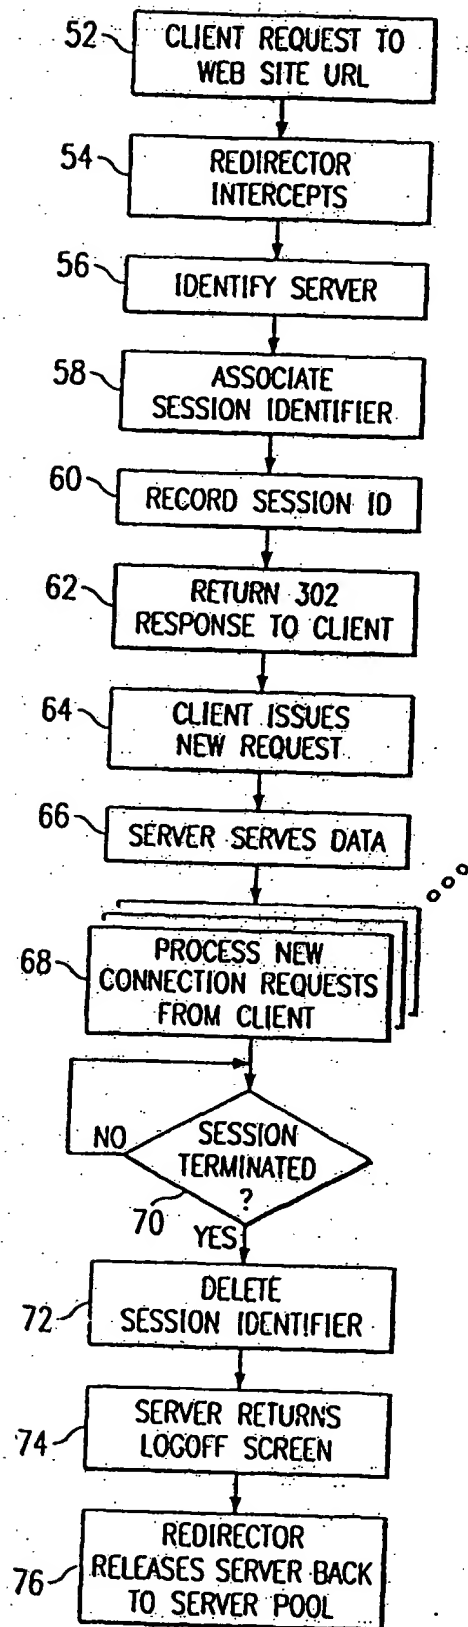 52
CLIENT REQUEST TO
WEB SITE URL
54
REDIRECTOR
INTERCEPTS
56
IDENTIFY SERVER
58
ASSOCIATE
SESSION IDENTIFIER
60
RECORD SESSION ID
62
RETURN 302
RESPONSE TO CLIENT
64
CLIENT ISSUES
NEW REQUEST
66
SERVER SERVES DATA
68
PROCESS NEW
CONNECTION REQUESTS
FROM CLIENT
NO
SESSION
TERMINATED
?
70
YES
72
DELETE
SESSION IDENTIFIER
74
SERVER RETURNS
LOGOFF SCREEN
76
REDIRECTOR
RELEASES SERVER BACK
TO SERVER POOL